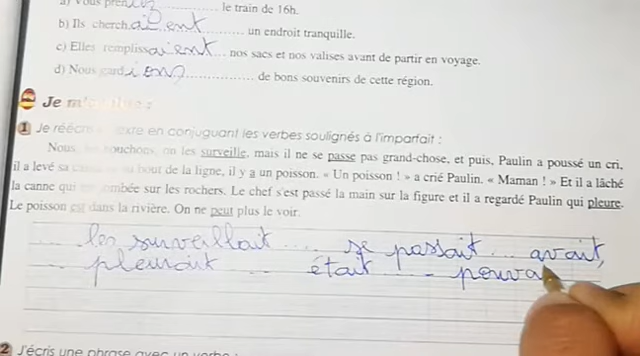 a) Vous preniez .................. le train de 16h.
b) Ils cherchaient .......... un endroit tranquille.
c) Elles remplissaient ... nos sacs et nos valises avant de partir en voyage.
d) Nous gardions ................ de bons souvenirs de cette région.
Je
1 Je réécris texte en conjuguant les verbes soulignés à l'imparfait :
Nous bouchons, on les surveille, mais il ne se passe pas grand-chose, et puis, Paulin a poussé un cri,
il a levé sa au bout de la ligne, il y a un poisson. « Un poisson ! » a crié Paulin. « Maman ! » Et il a lâché
la canne qui est tombée sur les rochers. Le chef s'est passé la main sur la figure et il a regardé Paulin qui pleure.
Le poisson est dans la rivière. On ne peut plus le voir.
... les surveillait .... se passait ... avait,
... pleurait ... était ... pouva
2 J'écris une phrase avec un verbe